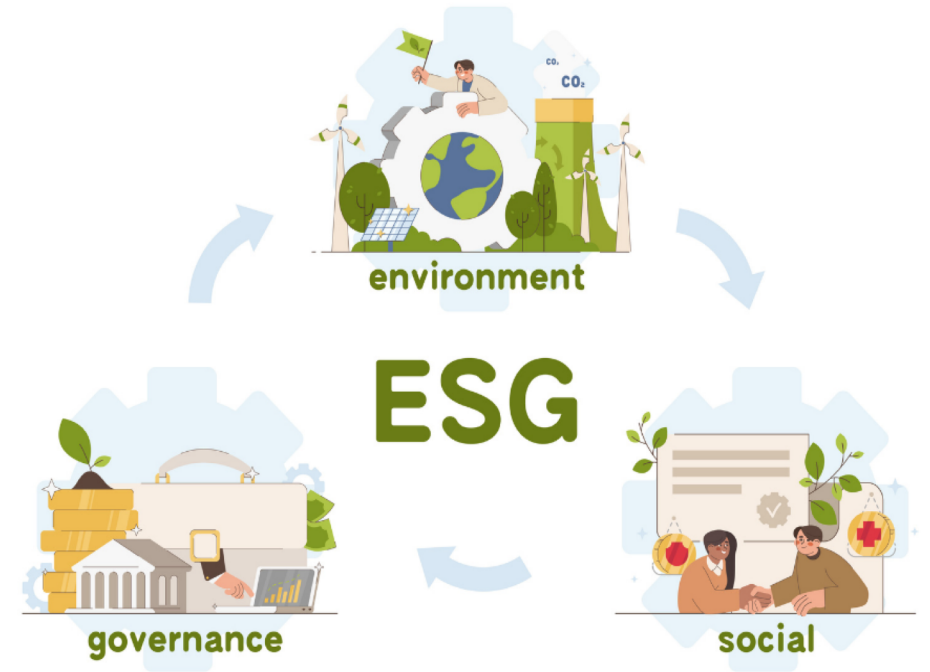 CO₂
CO₂
environment
ESG
governance
social